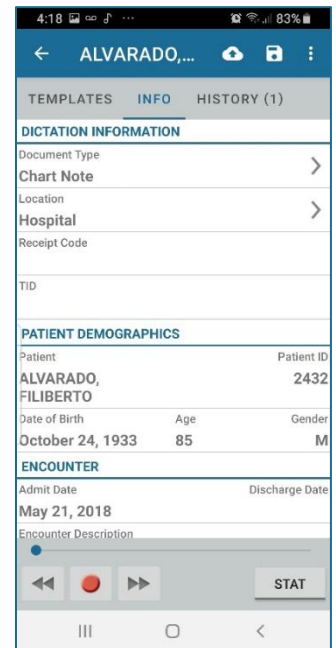 4:18 83%
ALVARADO,...
TEMPLATES INFO HISTORY (1)
DICTATION INFORMATION
Document Type
Chart Note
Location
Hospital
Receipt Code
TID
PATIENT DEMOGRAPHICS
Patient Patient ID
ALVARADO, 2432
FILIBERTO
Date of Birth Age Gender
October 24, 1933 85 M
ENCOUNTER
Admit Date Discharge Date
May 21, 2018
Encounter Description
STAT